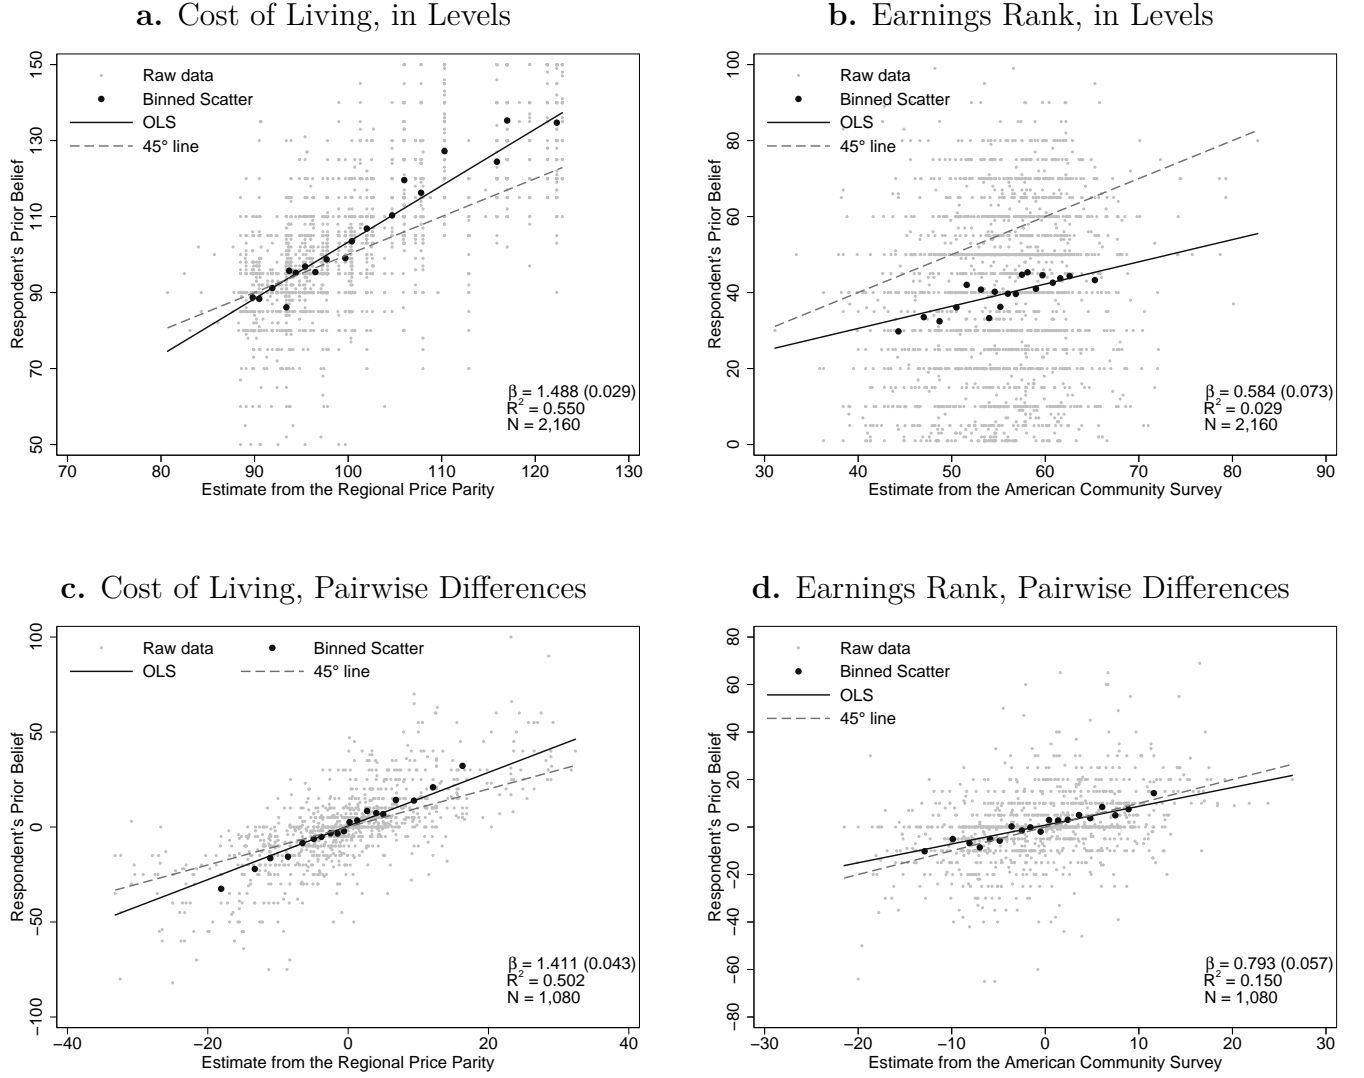 a. Cost of Living, in Levels
Respondent's Prior Belief
50 70 90 110 130 150
Raw data
Binned Scatter
OLS
45° line
β = 1.488 (0.029)
R² = 0.550
N = 2,160
70 80 90 100 110 120 130
Estimate from the Regional Price Parity
b. Earnings Rank, in Levels
Respondent's Prior Belief
0 20 40 60 80 100
Raw data
Binned Scatter
OLS
45° line
β = 0.584 (0.073)
R² = 0.029
N = 2,160
30 40 50 60 70 80 90
Estimate from the American Community Survey
c. Cost of Living, Pairwise Differences
Respondent's Prior Belief
−100 −50 0 50 100
Raw data Binned Scatter
OLS 45° line
β = 1.411 (0.043)
R² = 0.502
N = 1,080
−40 −20 0 20 40
Estimate from the Regional Price Parity
d. Earnings Rank, Pairwise Differences
Respondent's Prior Belief
−80 −60 −40 −20 0 20 40 60 80
Raw data
Binned Scatter
OLS
45° line
β = 0.793 (0.057)
R² = 0.150
N = 1,080
−30 −20 −10 0 10 20 30
Estimate from the American Community Survey